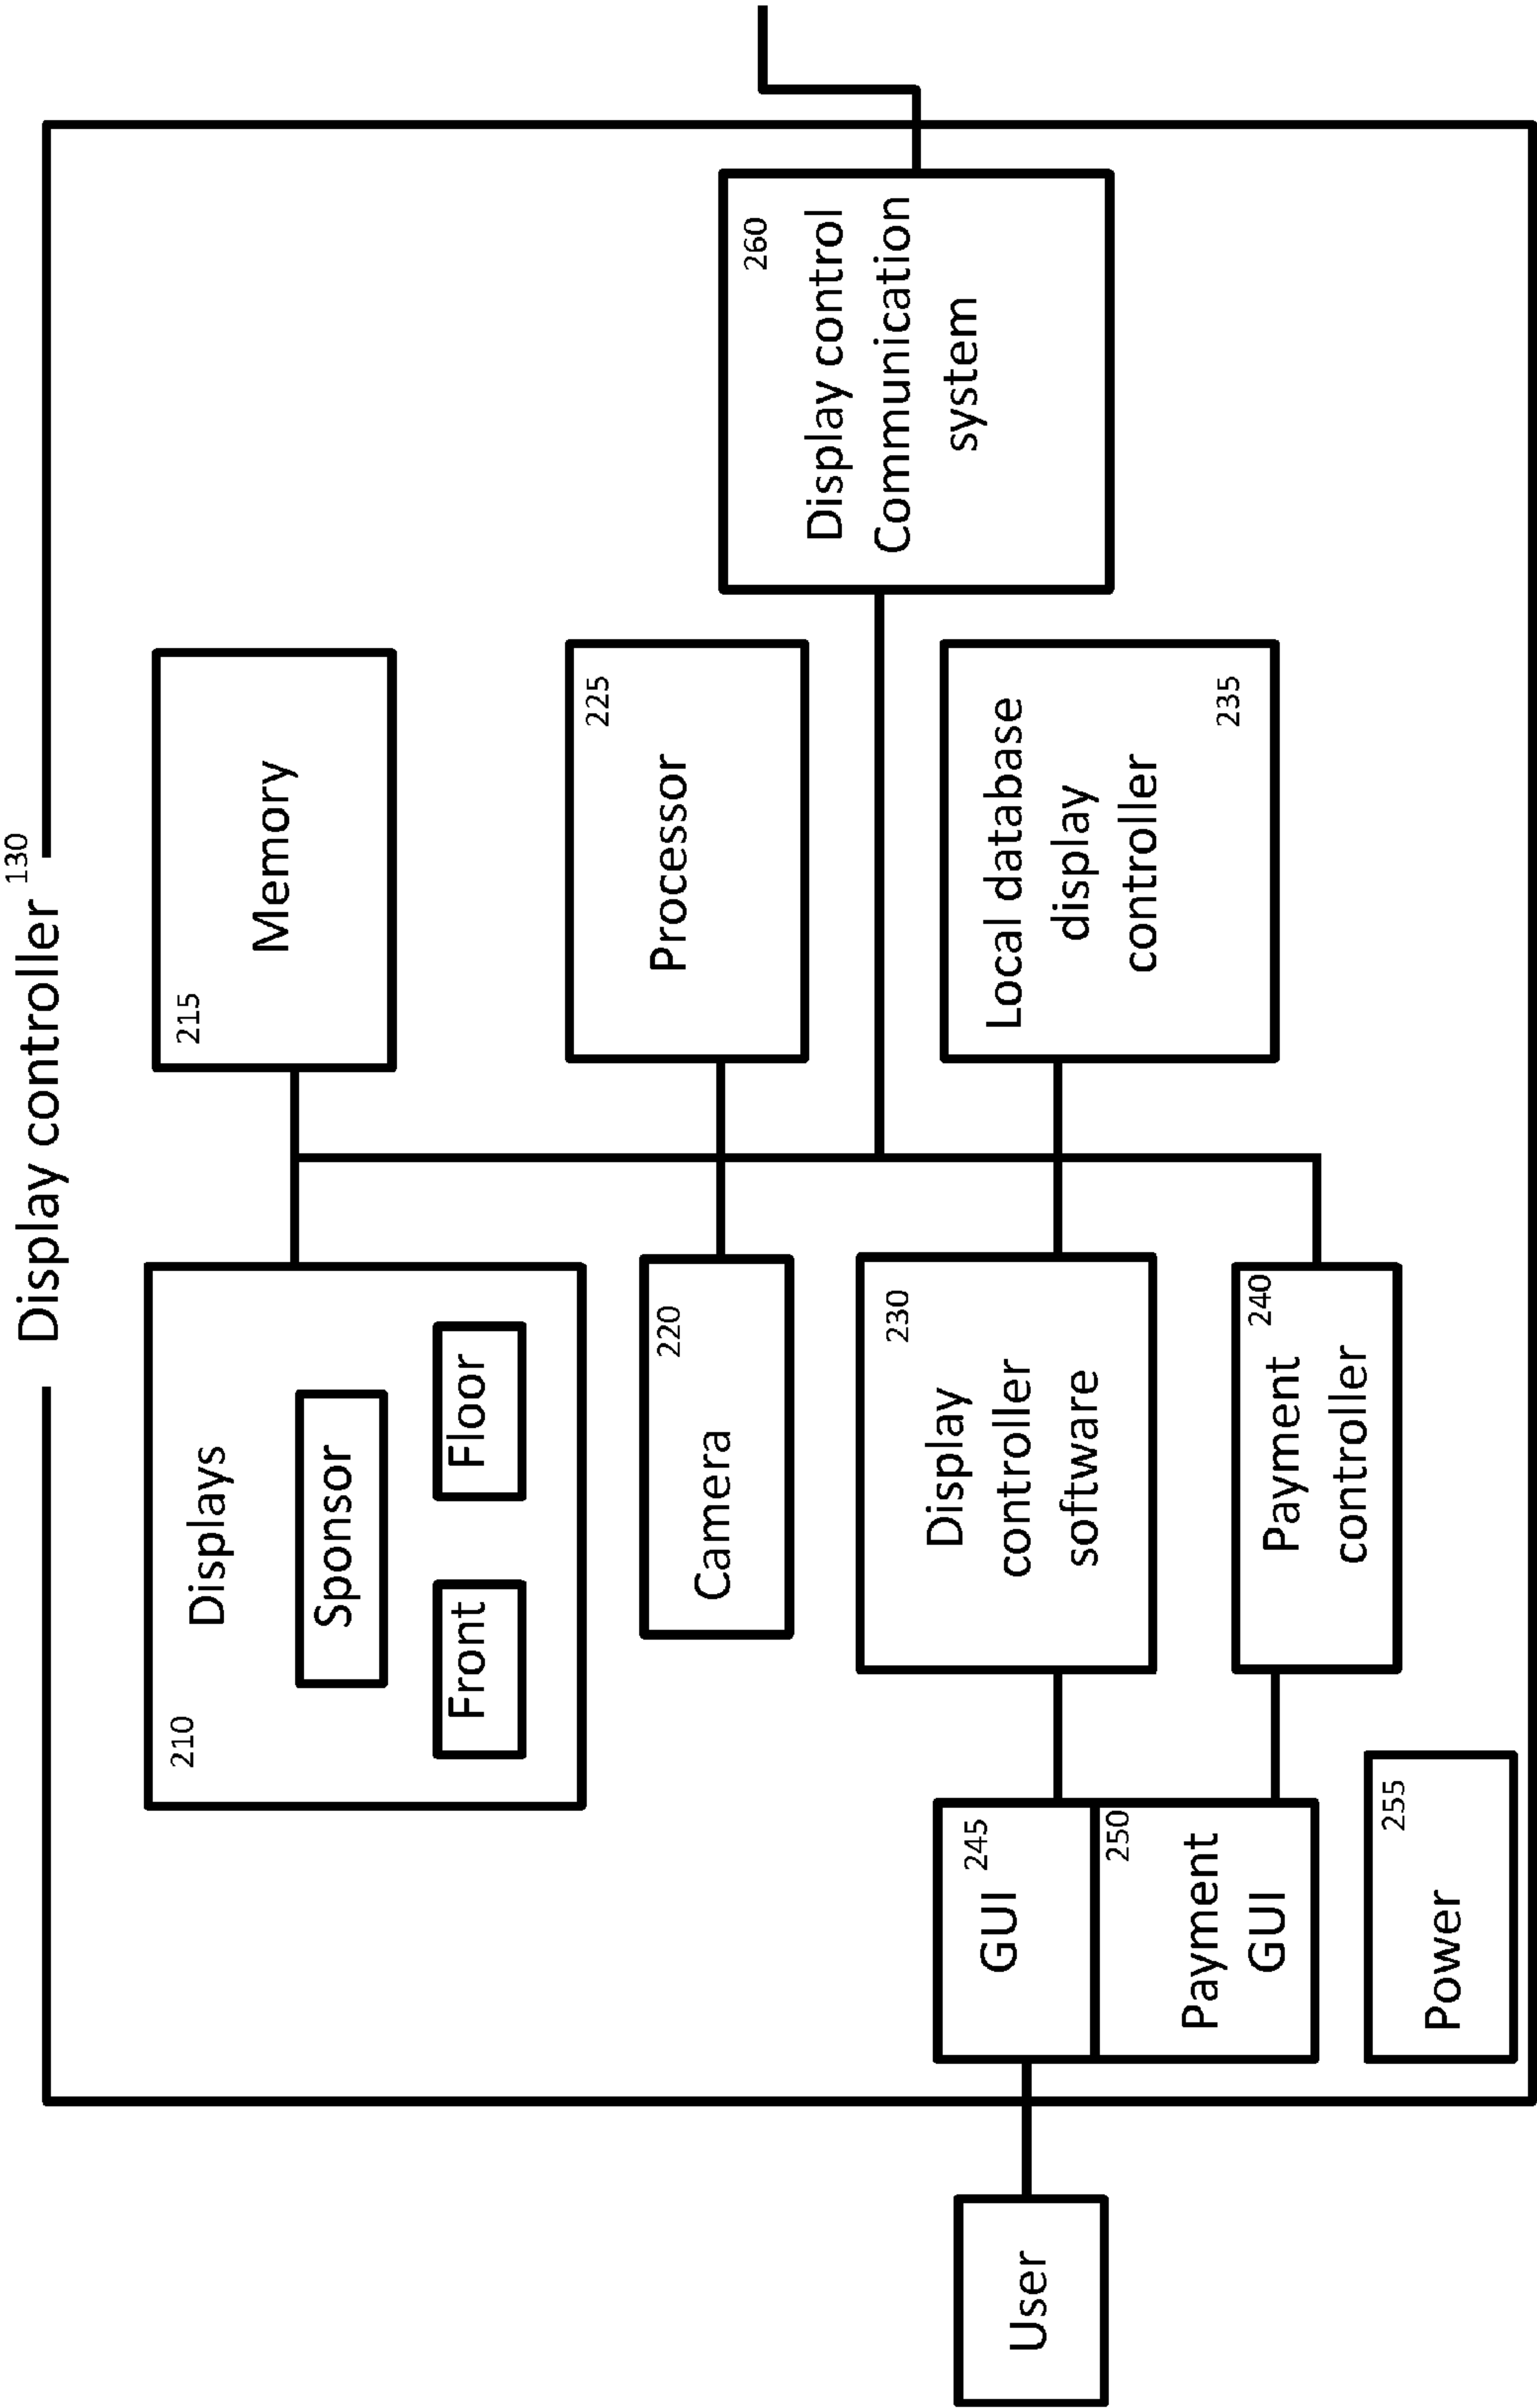 Display controller 130
210
Displays
Sponsor
Front
Floor
215
Memory
220
Camera
225
Processor
230
Display
controller
software
Local database
display
controller
235
260
Display control
Communication
system
240
Payment
controller
245
GUI
250
Payment
GUI
255
Power
User